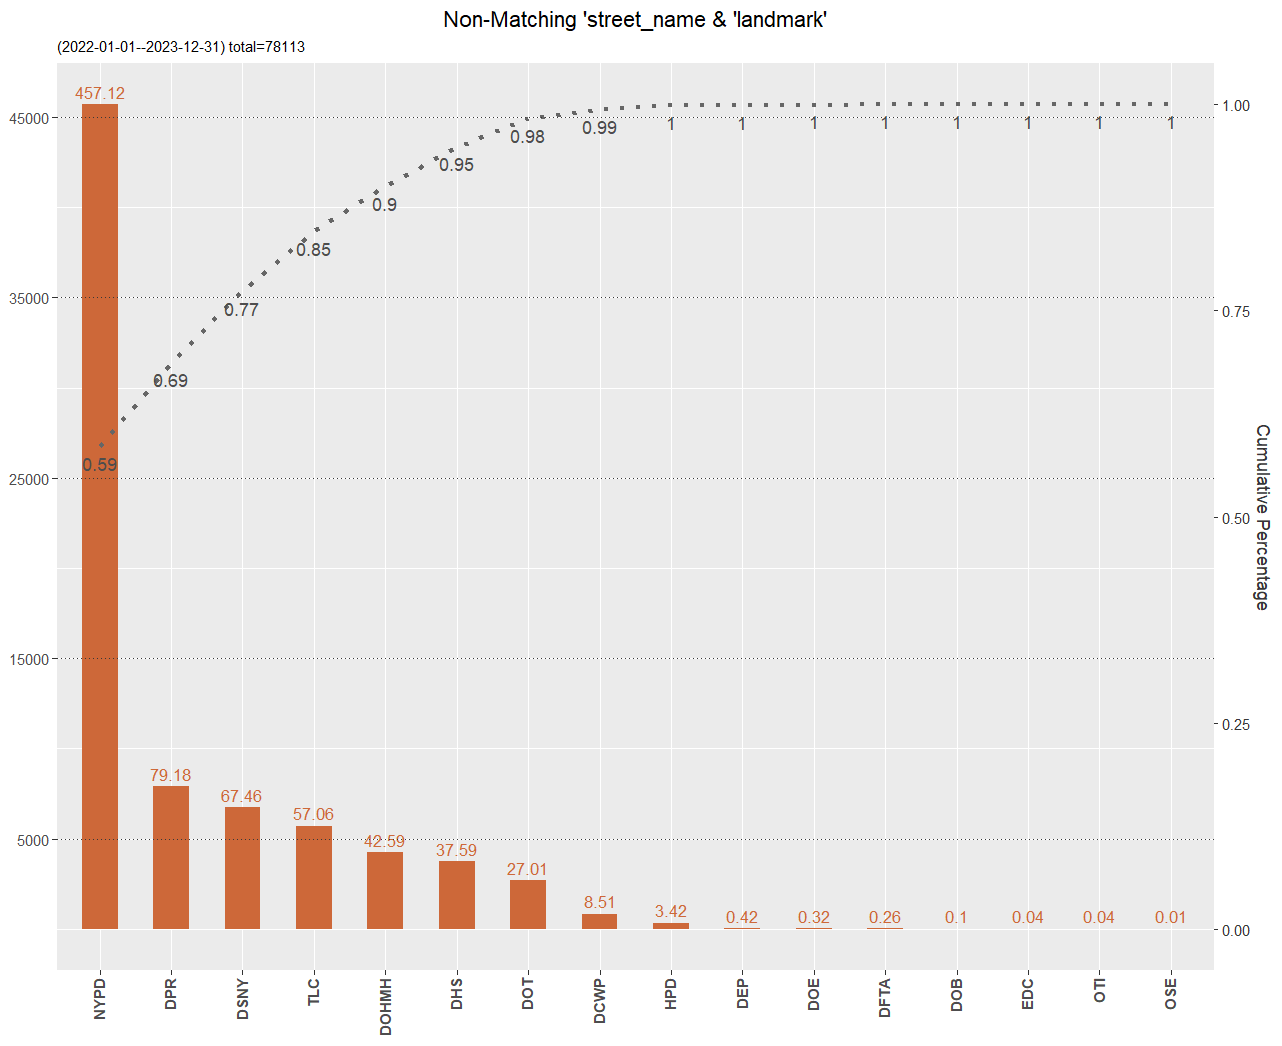 Non-Matching 'street_name & 'landmark'
(2022-01-01--2023-12-31) total=78113
457.12
79.18
67.46
57.06
42.59
37.59
27.01
8.51
3.42
0.42
0.32
0.26
0.1
0.04
0.04
0.01
0.59
0.69
0.77
0.85
0.9
0.95
0.98
0.99
1
1
1
1
1
1
1
1
45000
35000
25000
15000
5000
1.00
0.75
0.50
0.25
0.00
Cumulative Percentage
NYPD
DPR
DSNY
TLC
DOHMH
DHS
DOT
DCWP
HPD
DEP
DOE
DFTA
DOB
EDC
OTI
OSE